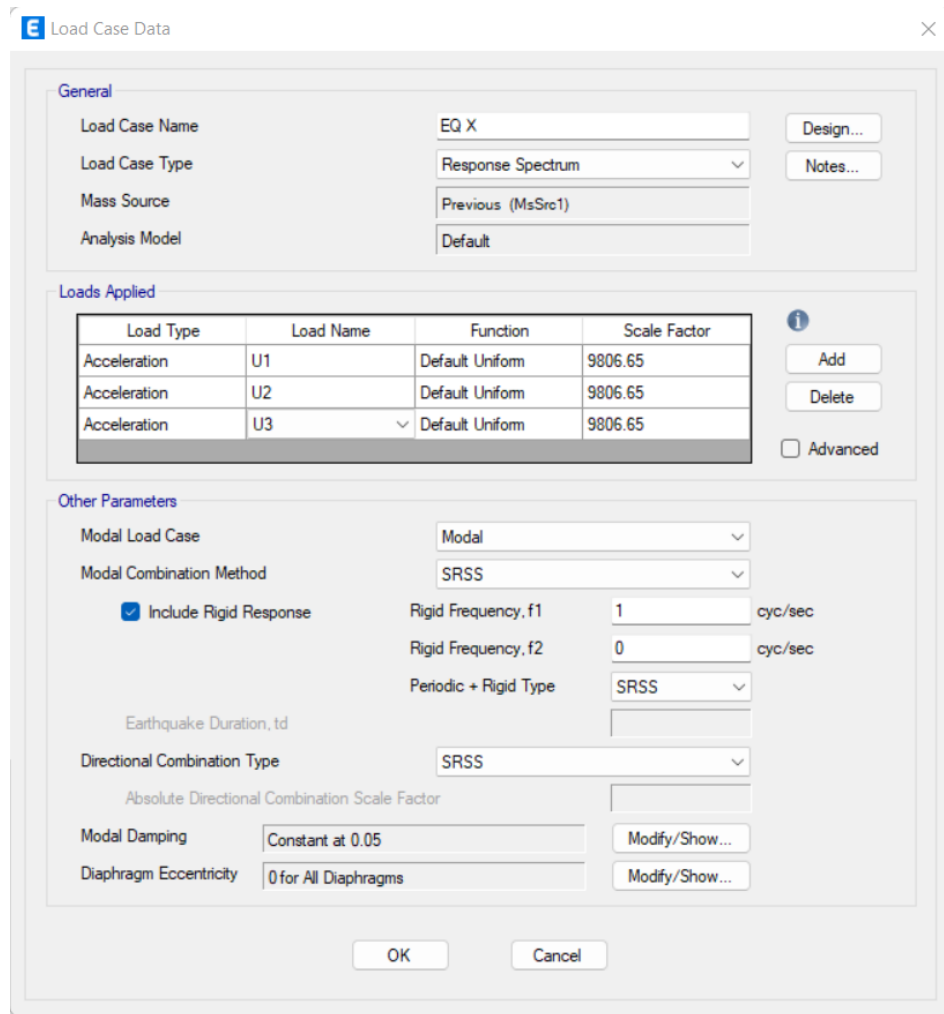 E Load Case Data
General
Load Case Name EQ X Design...
Load Case Type Response Spectrum Notes...
Mass Source Previous (MsSrc1)
Analysis Model Default
Loads Applied
Load Type Load Name Function Scale Factor
Acceleration U1 Default Uniform 9806.65 Add
Acceleration U2 Default Uniform 9806.65 Delete
Acceleration U3 Default Uniform 9806.65
Advanced
Other Parameters
Modal Load Case Modal
Modal Combination Method SRSS
Include Rigid Response Rigid Frequency, f1 1 cyc/sec
Rigid Frequency, f2 0 cyc/sec
Periodic + Rigid Type SRSS
Earthquake Duration, td
Directional Combination Type SRSS
Absolute Directional Combination Scale Factor
Modal Damping Constant at 0.05 Modify/Show...
Diaphragm Eccentricity 0 for All Diaphragms Modify/Show...
OK Cancel